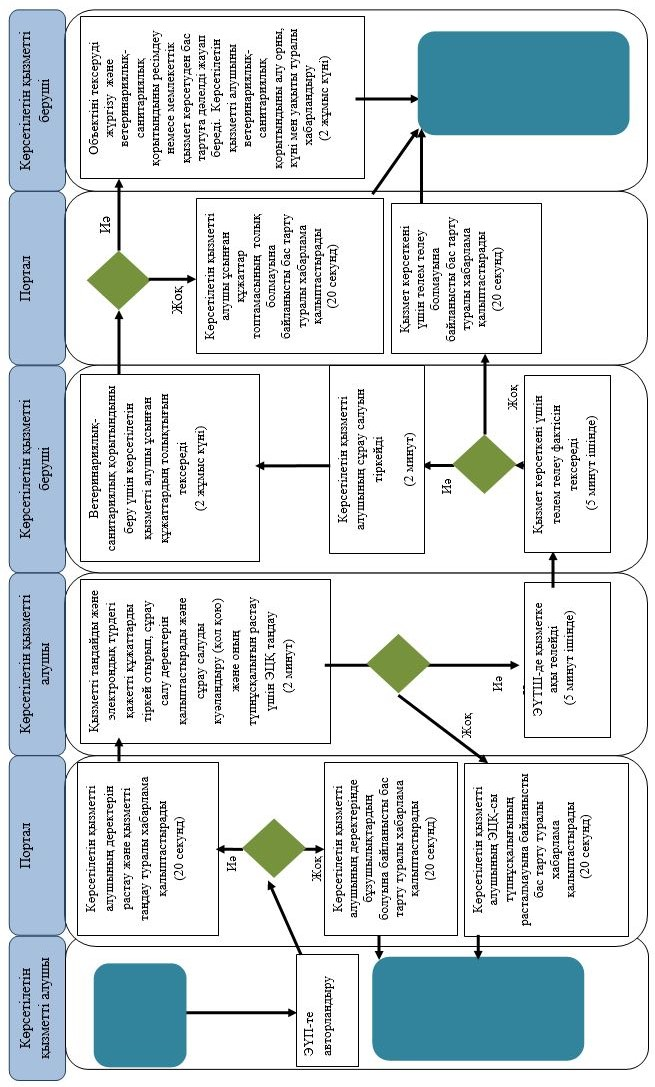 Көрсетілетін
қызметті алушы
Портал
Көрсетілетін қызметті
алушы
Көрсетілетін қызметті
беруші
Портал
Көрсетілетін қызметті
беруші
ЭҮП-те
авторландыру
Көрсетілетін қызметті
алушының деректерін
растау және қызметті
таңдау туралы хабарлама
қалыптастырады
(20 секунд)
Иә
Жоқ
Көрсетілетін қызметті
алушының деректерінде
бұзушылықтардың
болуына байланысты бас
тарту туралы хабарлама
қалыптастырады
(20 секунд)
Көрсетілетін қызметті
алушының ЭЦҚ-сы
түпнұсқалығының
расталмауына байланысты
бас тарту туралы
хабарлама
қалыптастырады
(20 секунд)
Қызметті таңдайды және
электрондық түрдегі
қажетті құжаттарды
тіркей отырып, сұрау
салу деректерін
қалыптастырады және
сұрау салуды
куәландыру (қол қою)
және оның
түпнұсқалығын растау
үшін ЭЦҚ таңдау
(2 минут)
Жоқ
Иә
ЭҮТШ-де қызметке
ақы төлейді
(5 минут ішінде)
Ветеринариялық-
санитариялық қорытындыны
беру үшін көрсетілетін
қызметті алушы ұсынған
құжаттардың толықтығын
тексереді
(2 жұмыс күні)
Көрсетілетін қызметті
алушының сұрау салуын
тіркейді
(2 минут)
Иә
Жоқ
Қызмет көрсеткені үшін
төлем төлеу фактісін
тексереді
(5 минут ішінде)
Иә
Жоқ
Көрсетілетін қызметті
алушы ұсынған
құжаттар
топтамасының толық
болмауына
байланысты бас тарту
туралы хабарлама
қалыптастырады
(20 секунд)
Қызмет көрсеткені
үшін төлем төлеу
болмауына
байланысты бас тарту
туралы хабарлама
қалыптастырады
(20 секунд)
Объектіні тексеруді
жүргізу және
ветеринариялық-
санитариялық
қорытындыны ресімдеу
немесе мемлекеттік
қызмет көрсетуден бас
тартуға дәлелді жауап
береді. Көрсетілетін
қызметті алушыны
ветеринариялық-
санитариялық
қорытындыны алу орны,
күні мен уақыты туралы
хабарландыру
(2 жұмыс күні)